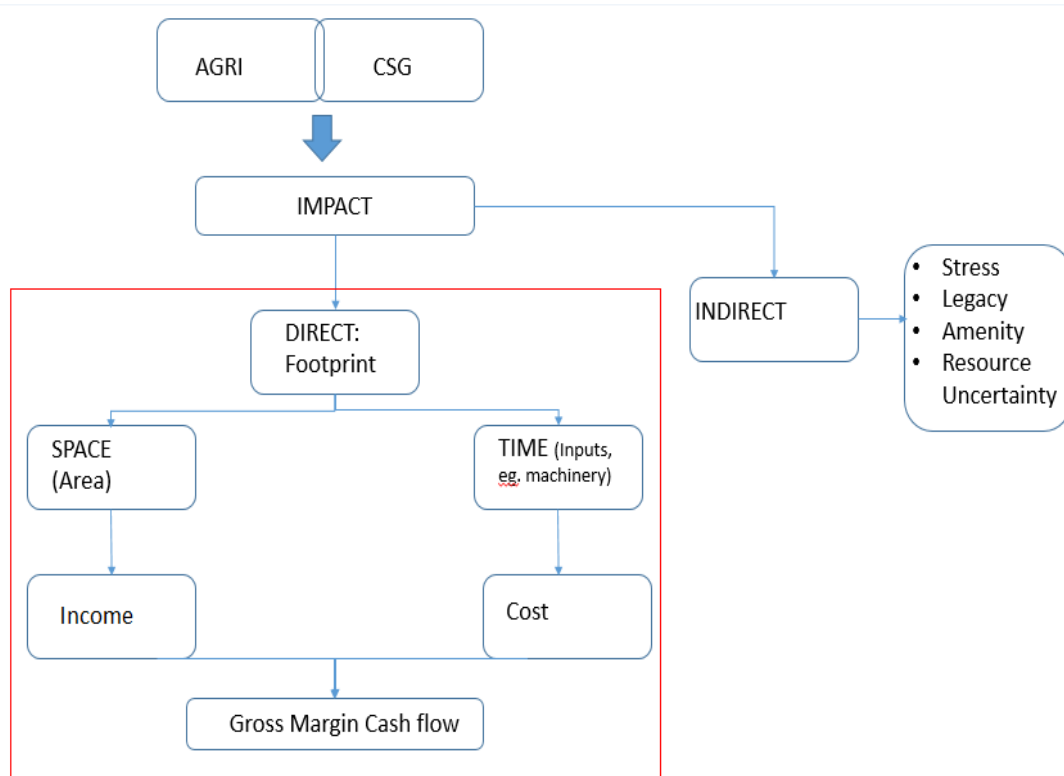 AGRI
CSG
IMPACT
DIRECT:
Footprint
INDIRECT
• Stress
• Legacy
• Amenity
• Resource
Uncertainty
SPACE
(Area)
TIME (Inputs,
eg. machinery)
Income
Cost
Gross Margin Cash flow